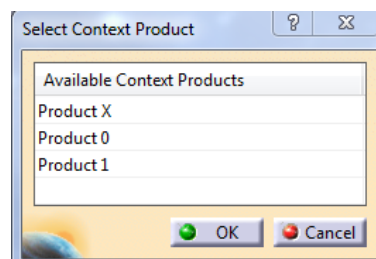 Select Context Product ?
Available Context Products
Product X
Product 0
Product 1
OK Cancel